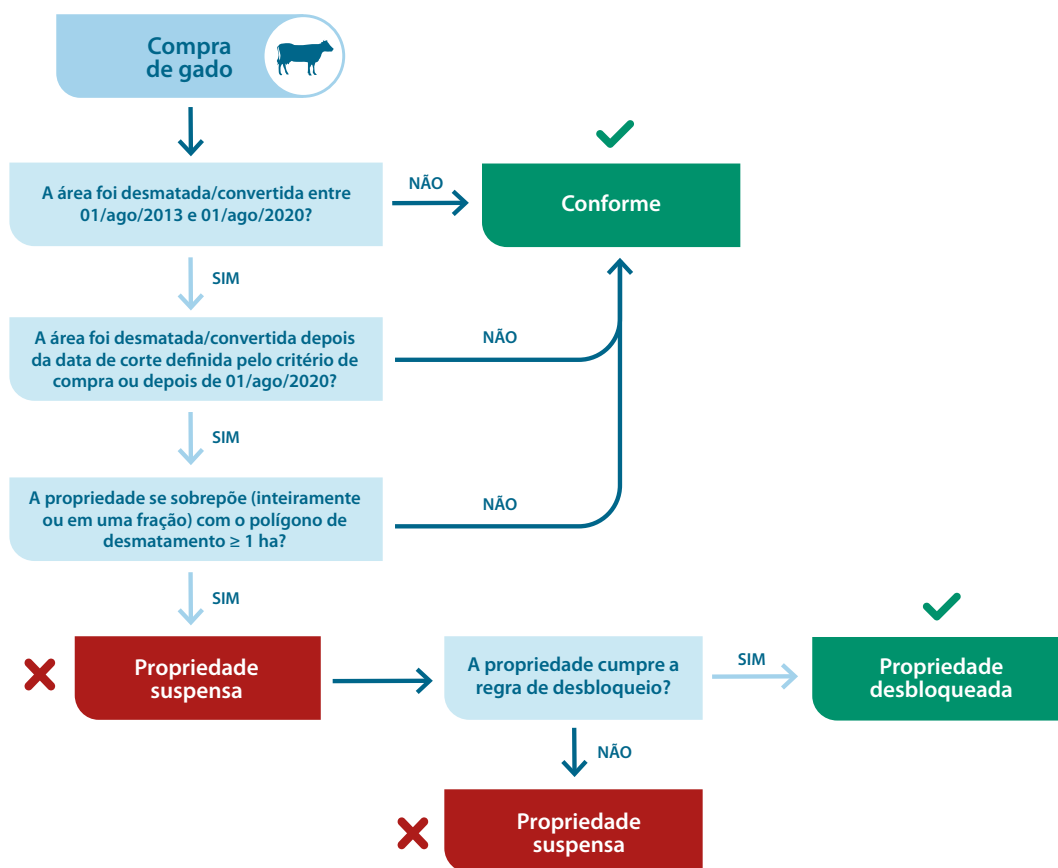 Compra
de gado
A área foi desmatada/convertida entre
01/ago/2013 e 01/ago/2020?
NÃO
Conforme
SIM
A área foi desmatada/convertida depois
da data de corte definida pelo critério de
compra ou depois de 01/ago/2020?
NÃO
SIM
A propriedade se sobrepõe (inteiramente
ou em uma fração) com o polígono de
desmatamento ≥ 1 ha?
NÃO
SIM
Propriedade
suspensa
A propriedade cumpre a
regra de desbloqueio?
SIM
Propriedade
desbloqueada
NÃO
Propriedade
suspensa